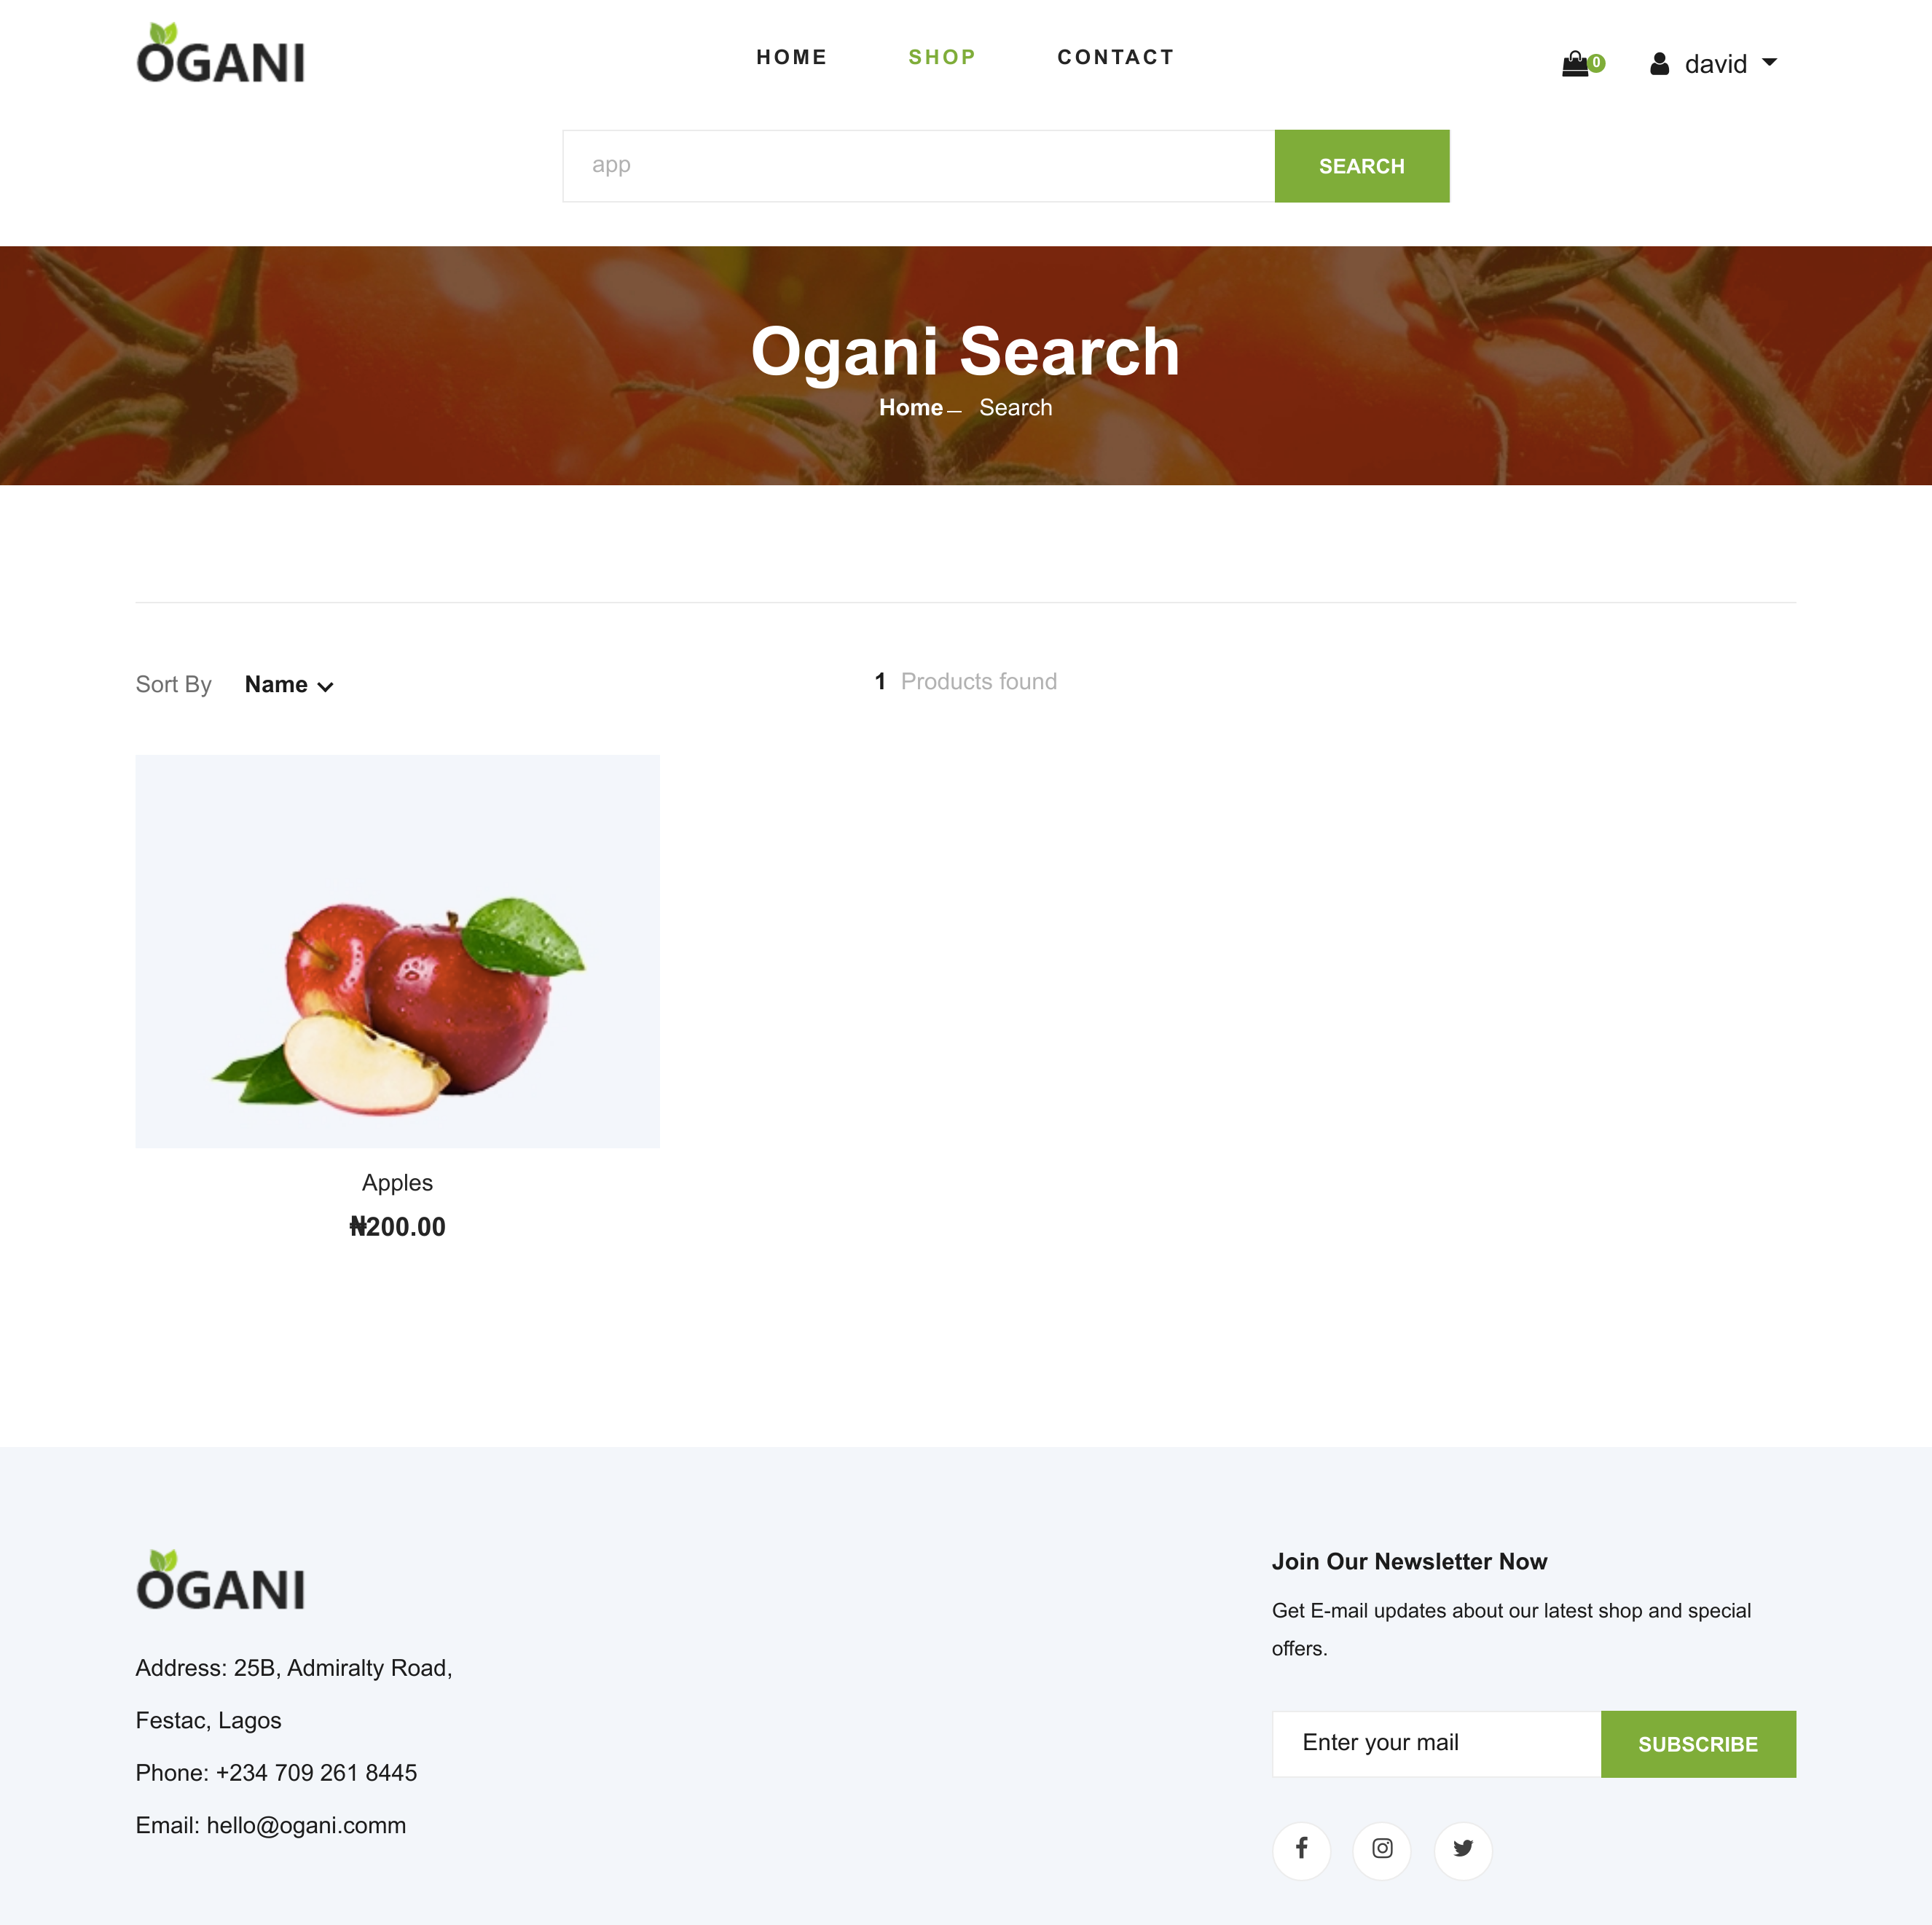 OGANI
HOME SHOP CONTACT
0 david
app SEARCH
Ogani Search
Home – Search
Sort By Name
1 Products found
Apples
₦200.00
OGANI
Address: 25B, Admiralty Road,
Festac, Lagos
Phone: +234 709 261 8445
Email: hello@ogani.comm
Join Our Newsletter Now
Get E-mail updates about our latest shop and special
offers.
Enter your mail SUBSCRIBE